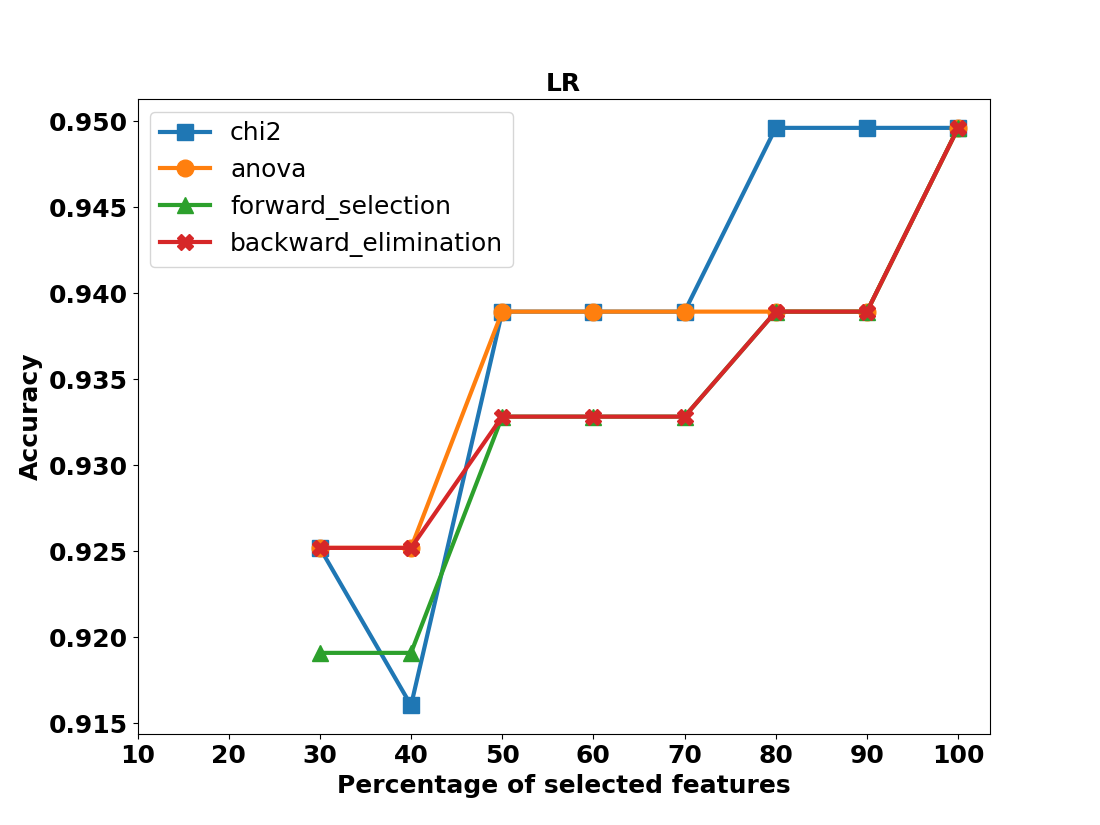 LR
0.950
0.945
0.940
0.935
0.930
0.925
0.920
0.915
Accuracy
chi2
anova
forward_selection
backward_elimination
10 20 30 40 50 60 70 80 90 100
Percentage of selected features